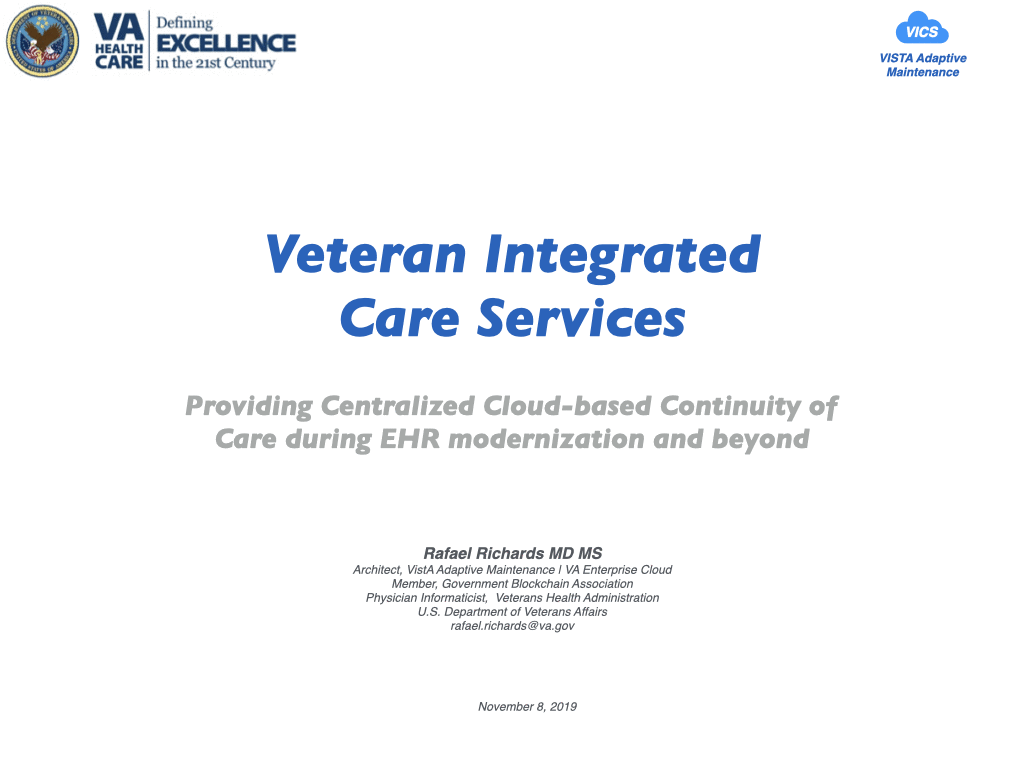 VA
HEALTH
CARE
Defining
EXCELLENCE
in the 21st Century
VICS
VISTA Adaptive
Maintenance
Veteran Integrated
Care Services
Providing Centralized Cloud-based Continuity of
Care during EHR modernization and beyond
Rafael Richards MD MS
Architect, VistA Adaptive Maintenance | VA Enterprise Cloud
Member, Government Blockchain Association
Physician Informaticist, Veterans Health Administration
U.S. Department of Veterans Affairs
rafael.richards@va.gov
November 8, 2019